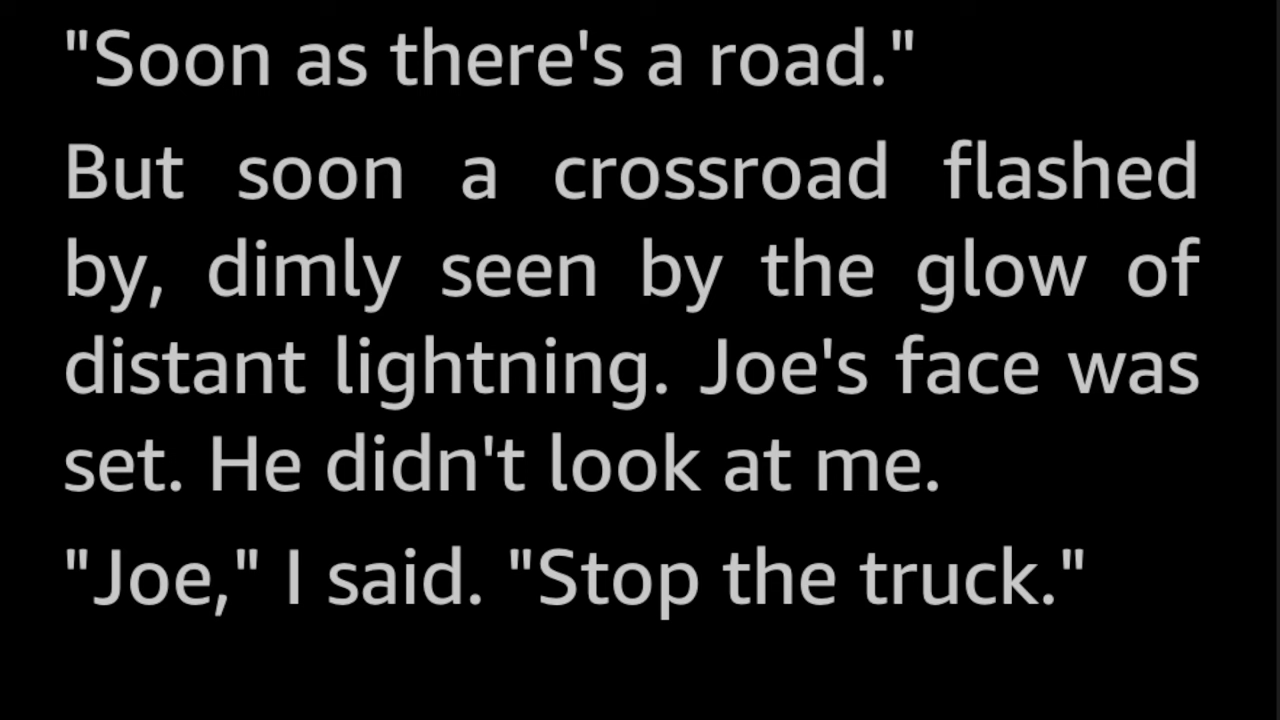 "Soon as there's a road."
But soon a crossroad flashed
by, dimly seen by the glow of
distant lightning. Joe's face was
set. He didn't look at me.
"Joe," I said. "Stop the truck."